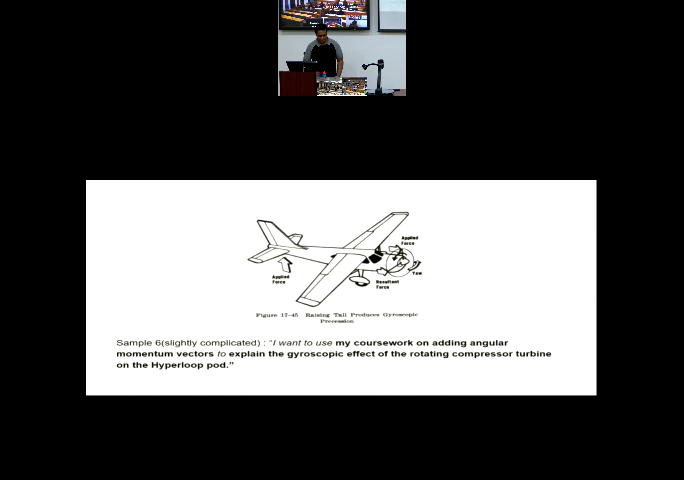 Applied
Force
Applied
Force
Resultant
Force
Yaw
Figure 17-45 Raising Tail Produces Gyroscopic
Precession
Sample 6(slightly complicated) : "I want to use my coursework on adding angular
momentum vectors to explain the gyroscopic effect of the rotating compressor turbine
on the Hyperloop pod."